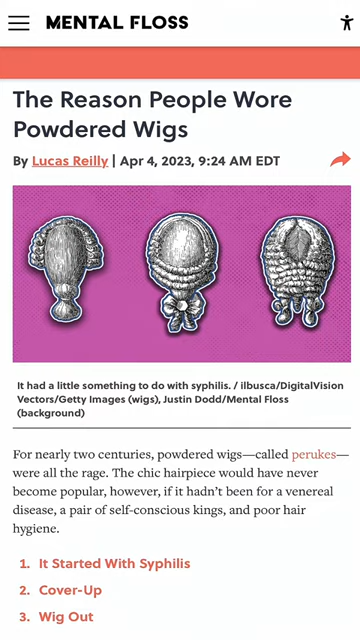 MENTAL FLOSS
The Reason People Wore
Powdered Wigs
By Lucas Reilly | Apr 4, 2023, 9:24 AM EDT
It had a little something to do with syphilis. / ilbusca/DigitalVision
Vectors/Getty Images (wigs), Justin Dodd/Mental Floss
(background)
For nearly two centuries, powdered wigs—called perukes—
were all the rage. The chic hairpiece would have never
become popular, however, if it hadn't been for a venereal
disease, a pair of self-conscious kings, and poor hair
hygiene.
1. It Started With Syphilis
2. Cover-Up
3. Wig Out